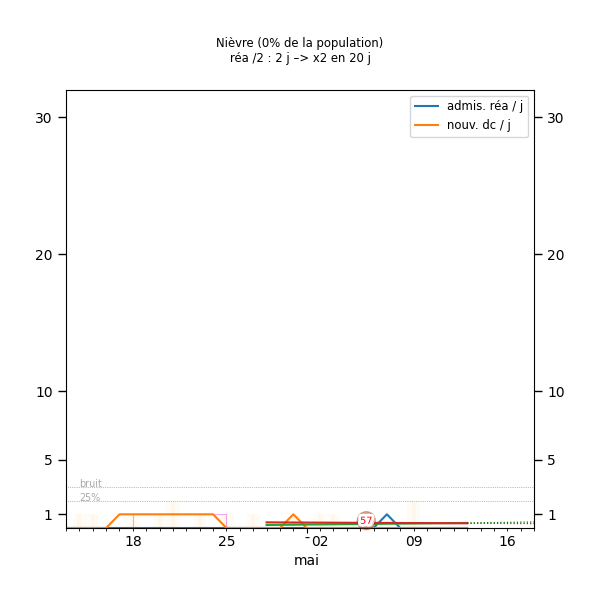 Nièvre (0% de la population)
réa /2 : 2 j –> x2 en 20 j
admis. réa / j
nouv. dc / j
30
30
20
20
10
10
5
5
bruit
25%
1
1
57
18
25
02
09
16
mai